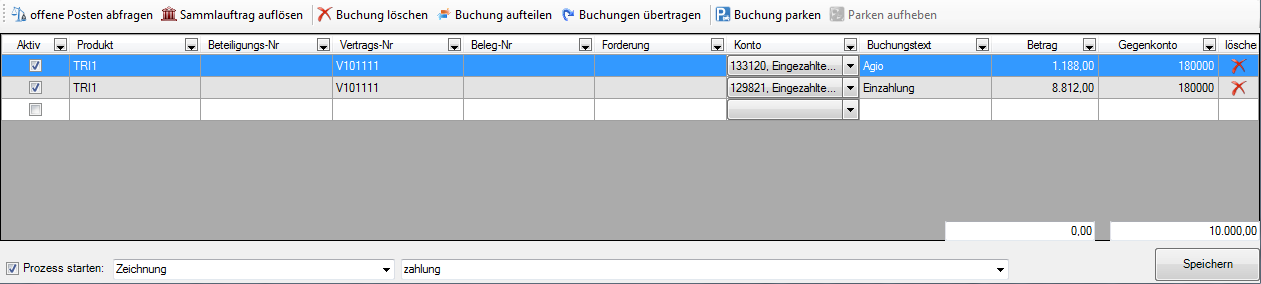 offene Posten abfragen Sammlauftrag auflösen Buchung löschen Buchung aufteilen Buchungen übertragen Buchung parken Parken aufheben
Aktiv Produkt Beteiligungs-Nr Vertrags-Nr Beleg-Nr Forderung Konto Buchungstext Betrag Gegenkonto lösche
TRI1 V101111 133120, Eingezahlte... Agio 1.188,00 180000
TRI1 V101111 129821, Eingezahlte... Einzahlung 8.812,00 180000
0,00 10.000,00
Prozess starten: Zeichnung zahlung Speichern